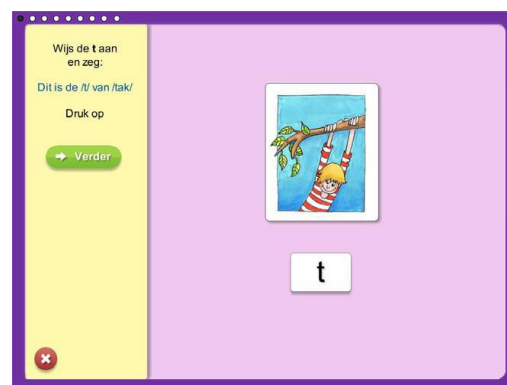 Wijs de t aan
en zeg:
Dit is de /t/ van /tak/
Druk op
Verder
t